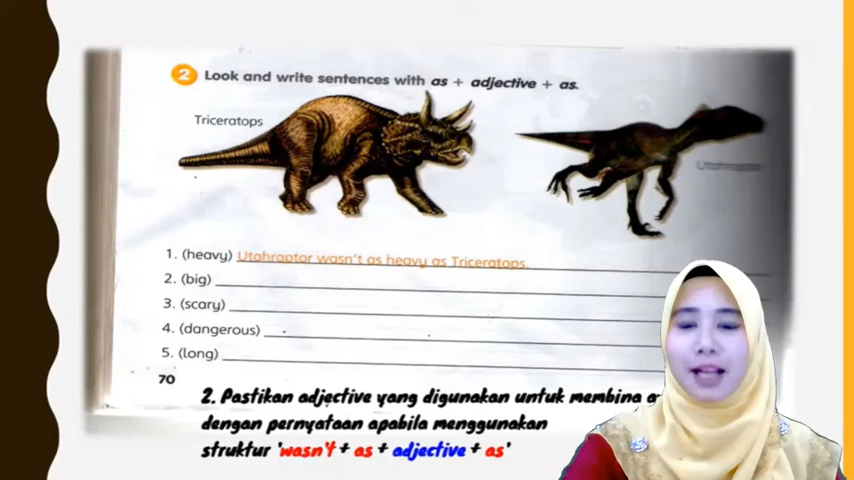 2 Look and write sentences with as + adjective + as.
Triceratops
Utahraptor
1. (heavy) Utahraptor wasn't as heavy as Triceratops.
2. (big)
3. (scary)
4. (dangerous)
5. (long)
70
2. Pastikan adjective yang digunakan untuk membina
dengan pernyataan apabila menggunakan
struktur 'wasn't + as + adjective + as'